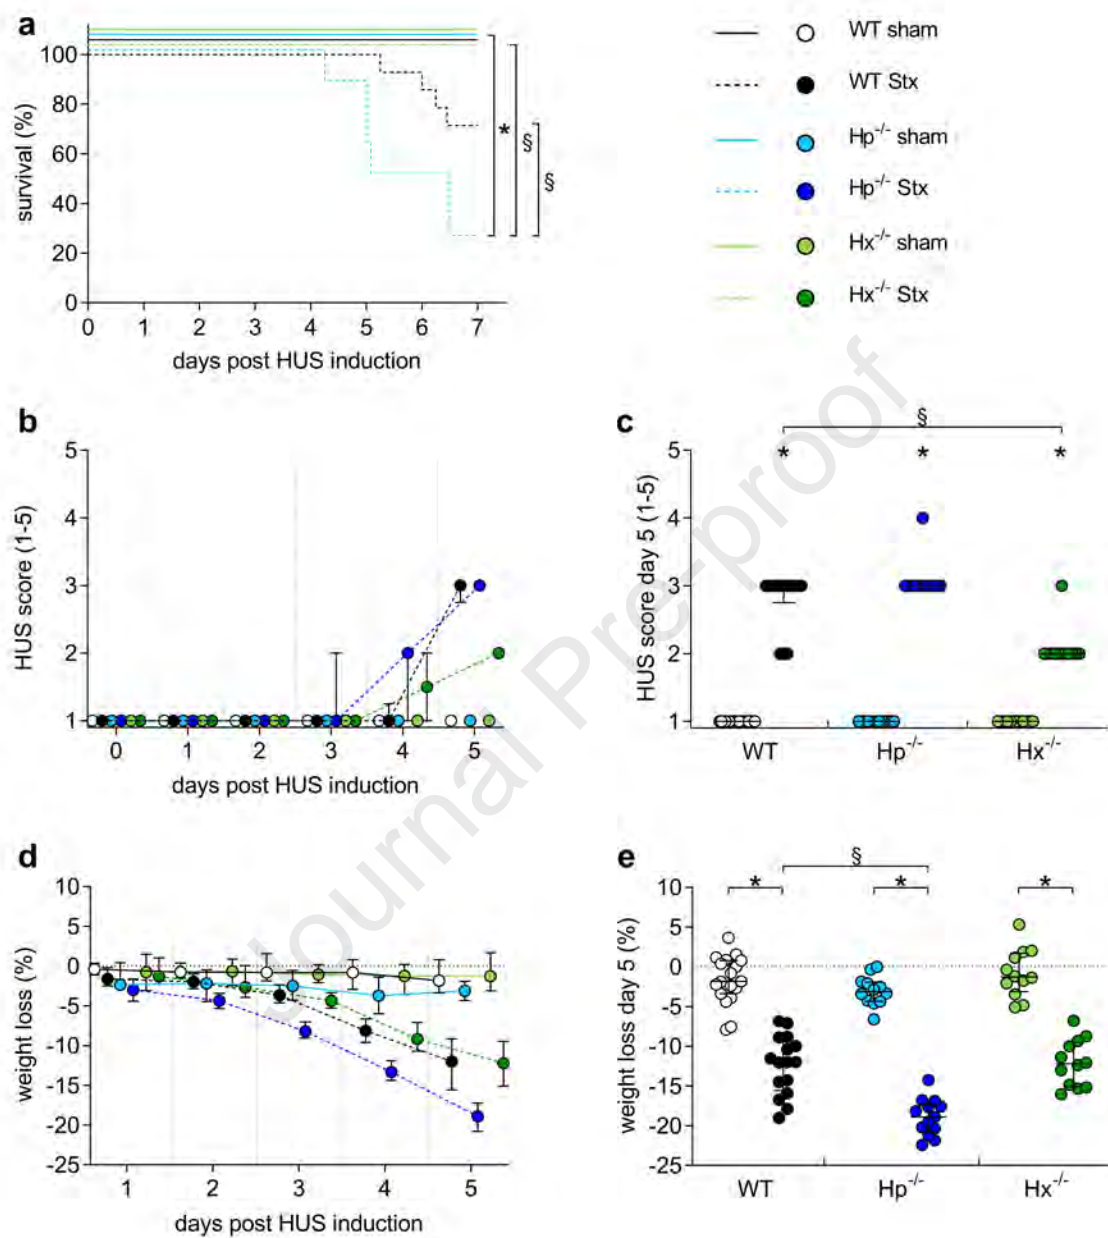 a
survival (%)
100
80
60
40
20
0
0 1 2 3 4 5 6 7
days post HUS induction
*
§
§
WT sham
WT Stx
Hp-/- sham
Hp-/- Stx
Hx-/- sham
Hx-/- Stx
b
HUS score (1-5)
5
4
3
2
1
0 1 2 3 4 5
days post HUS induction
c
§
* * *
HUS score day 5 (1-5)
5
4
3
2
1
WT Hp-/- Hx-/-
d
weight loss (%)
10
5
0
-5
-10
-15
-20
-25
1 2 3 4 5
days post HUS induction
e
§
* * *
weight loss day 5 (%)
10
5
0
-5
-10
-15
-20
-25
WT Hp-/- Hx-/-
Journal Pre-proof